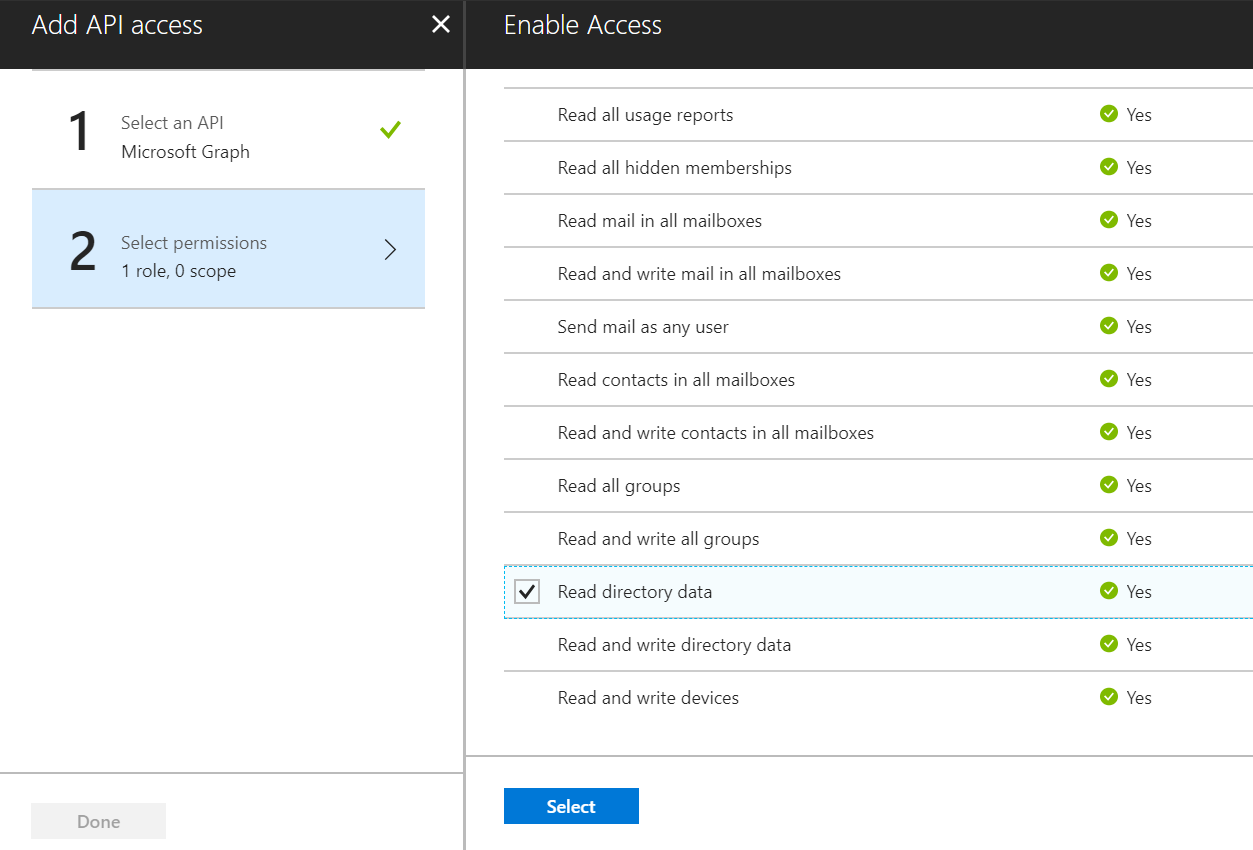 Add API access
1
Select an API
Microsoft Graph
2
Select permissions
1 role, 0 scope
Done
Enable Access
Read all usage reports Yes
Read all hidden memberships Yes
Read mail in all mailboxes Yes
Read and write mail in all mailboxes Yes
Send mail as any user Yes
Read contacts in all mailboxes Yes
Read and write contacts in all mailboxes Yes
Read all groups Yes
Read and write all groups Yes
Read directory data Yes
Read and write directory data Yes
Read and write devices Yes
Select